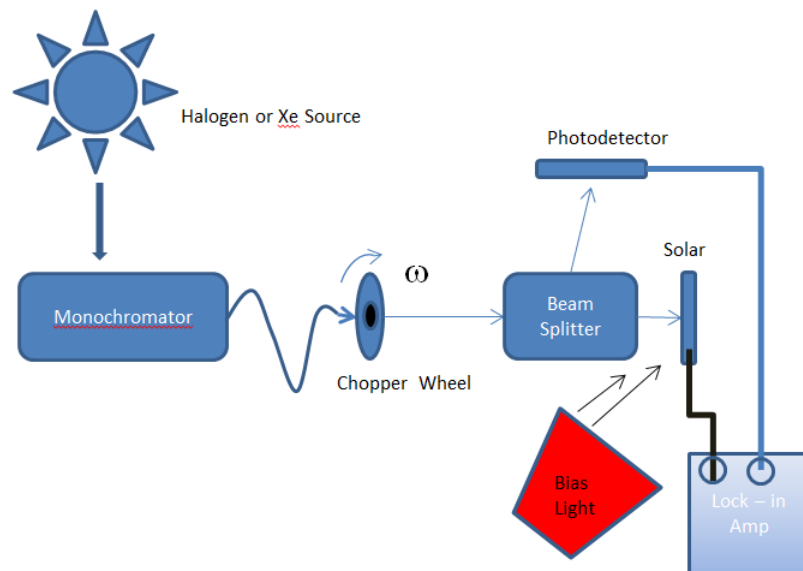 Halogen or Xe Source
Photodetector
Solar
ω
Monochromator
Beam
Splitter
Chopper Wheel
Bias
Light
Lock – in
Amp